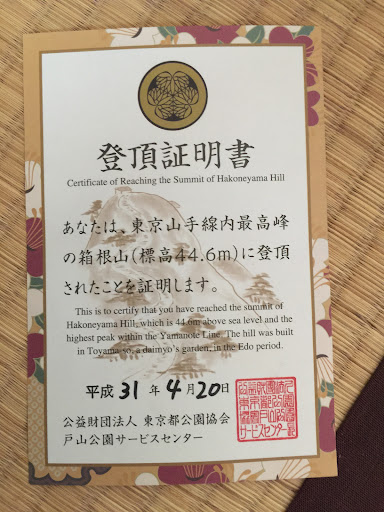 登頂証明書
Certificate of Reaching the Summit of Hakoneyama Hill
あなたは、東京山手線内最高峰
の箱根山(標高44.6m)に登頂
されたことを証明します。
This is to certify that you have reached the summit of
Hakoneyama Hill, which is 44.6m above sea level and the
highest peak within the Yamanote Line. The hill was built
in Toyama-so, a daimyo's garden, in the Edo period.
平成 31 年 4 月 20 日
公益財団法人 東京都公園協会
戸山公園サービスセンター